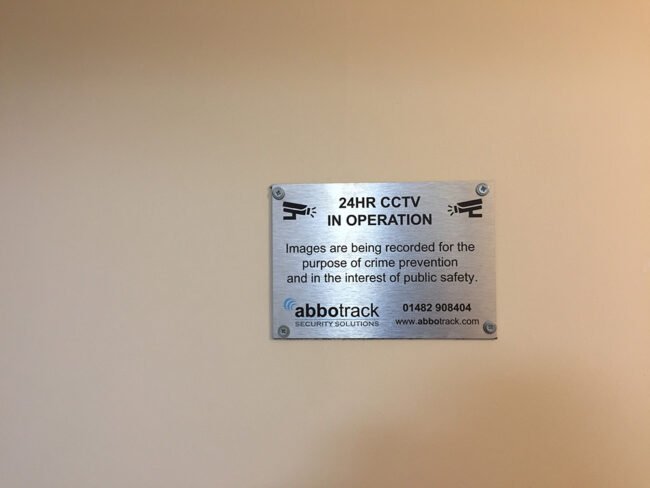 24HR CCTV
IN OPERATION
Images are being recorded for the
purpose of crime prevention
and in the interest of public safety.
abbotrack
SECURITY SOLUTIONS
01482 908404
www.abbotrack.com